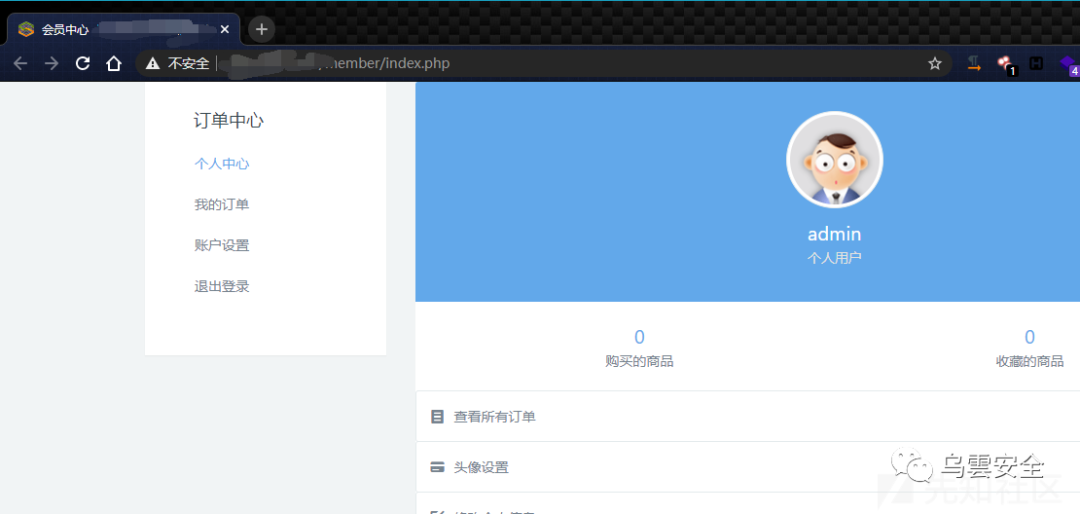 会员中心
不安全
member/index.php
1
4
订单中心
个人中心
我的订单
账户设置
退出登录
admin
个人用户
0
购买的商品
0
收藏的商品
查看所有订单
头像设置
乌雲安全
先知社区